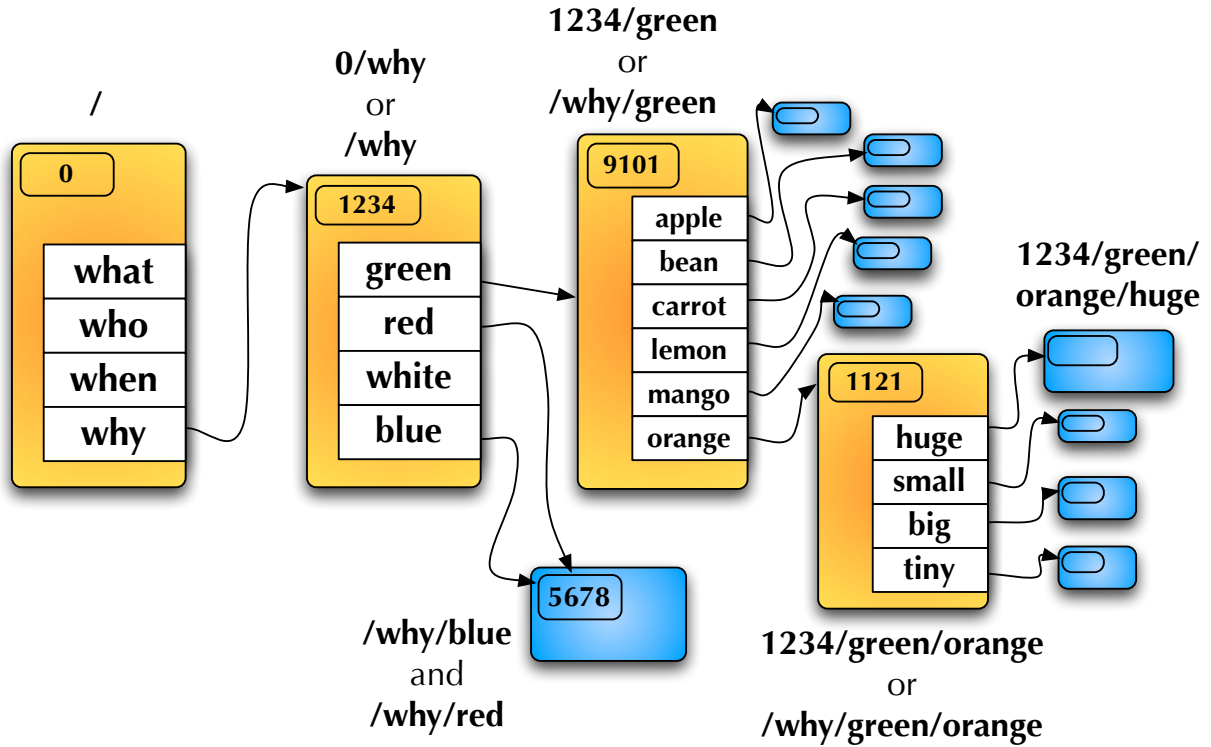 /
0
what
who
when
why
0/why
or
/why
1234
green
red
white
blue
1234/green
or
/why/green
9101
apple
bean
carrot
lemon
mango
orange
5678
/why/blue
and
/why/red
1121
huge
small
big
tiny
1234/green/orange
or
/why/green/orange
1234/green/
orange/huge